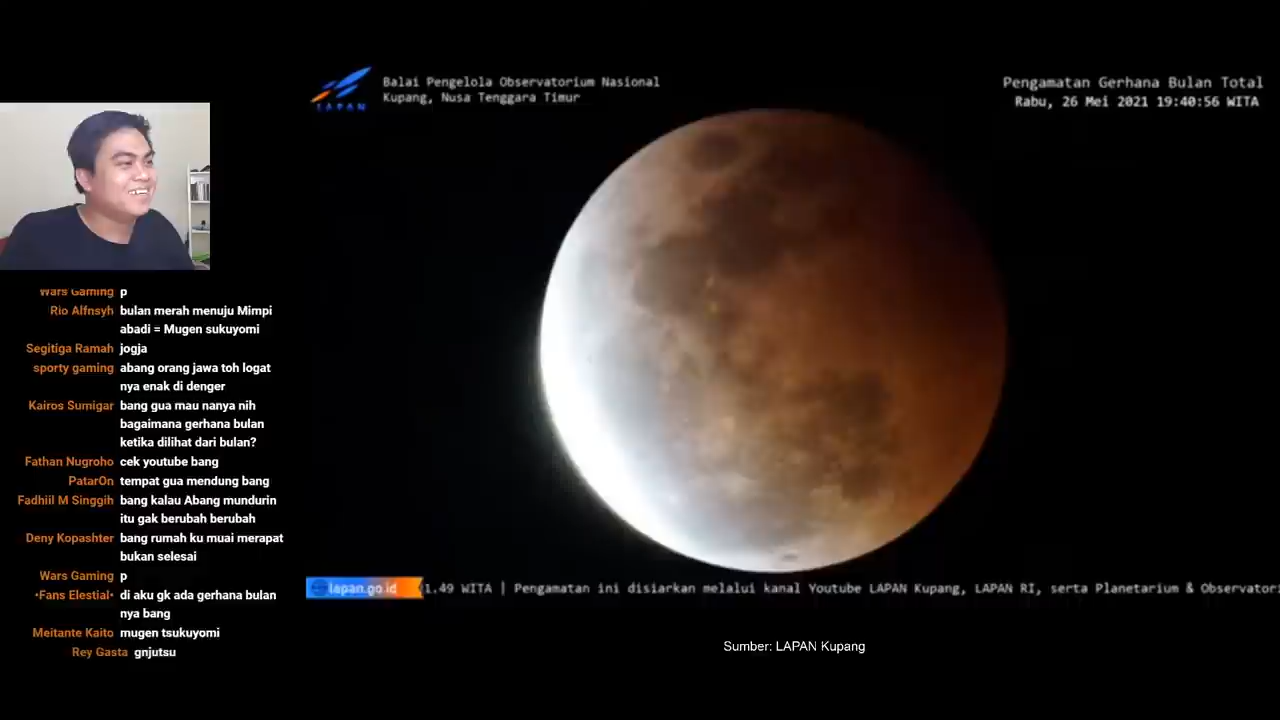 LAPAN
Balai Pengelola Observatorium Nasional
Kupang, Nusa Tenggara Timur
Pengamatan Gerhana Bulan Total
Rabu, 26 Mei 2021 19:40:56 WITA
Wars Gaming p
Rio Alfnsyh bulan merah menuju Mimpi
abadi = Mugen sukuyomi
Segitiga Ramah jogja
sporty gaming abang orang jawa toh logat
nya enak di denger
Kairos Sumigar bang gua mau nanya nih
bagaimana gerhana bulan
ketika dilihat dari bulan?
Fathan Nugroho cek youtube bang
PatarOn tempat gua mendung bang
Fadhiil M Singgih bang kalau Abang mundurin
itu gak berubah berubah
Deny Kopashter bang rumah ku muai merapat
bukan selesai
Wars Gaming p
•Fans Elestial• di aku gk ada gerhana bulan
nya bang
Meitante Kaito mugen tsukuyomi
Rey Gasta gnjutsu
lapan.go.id 1.49 WITA | Pengamatan ini disiarkan melalui kanal Youtube LAPAN Kupang, LAPAN RI, serta Planetarium & Observatori
Sumber: LAPAN Kupang